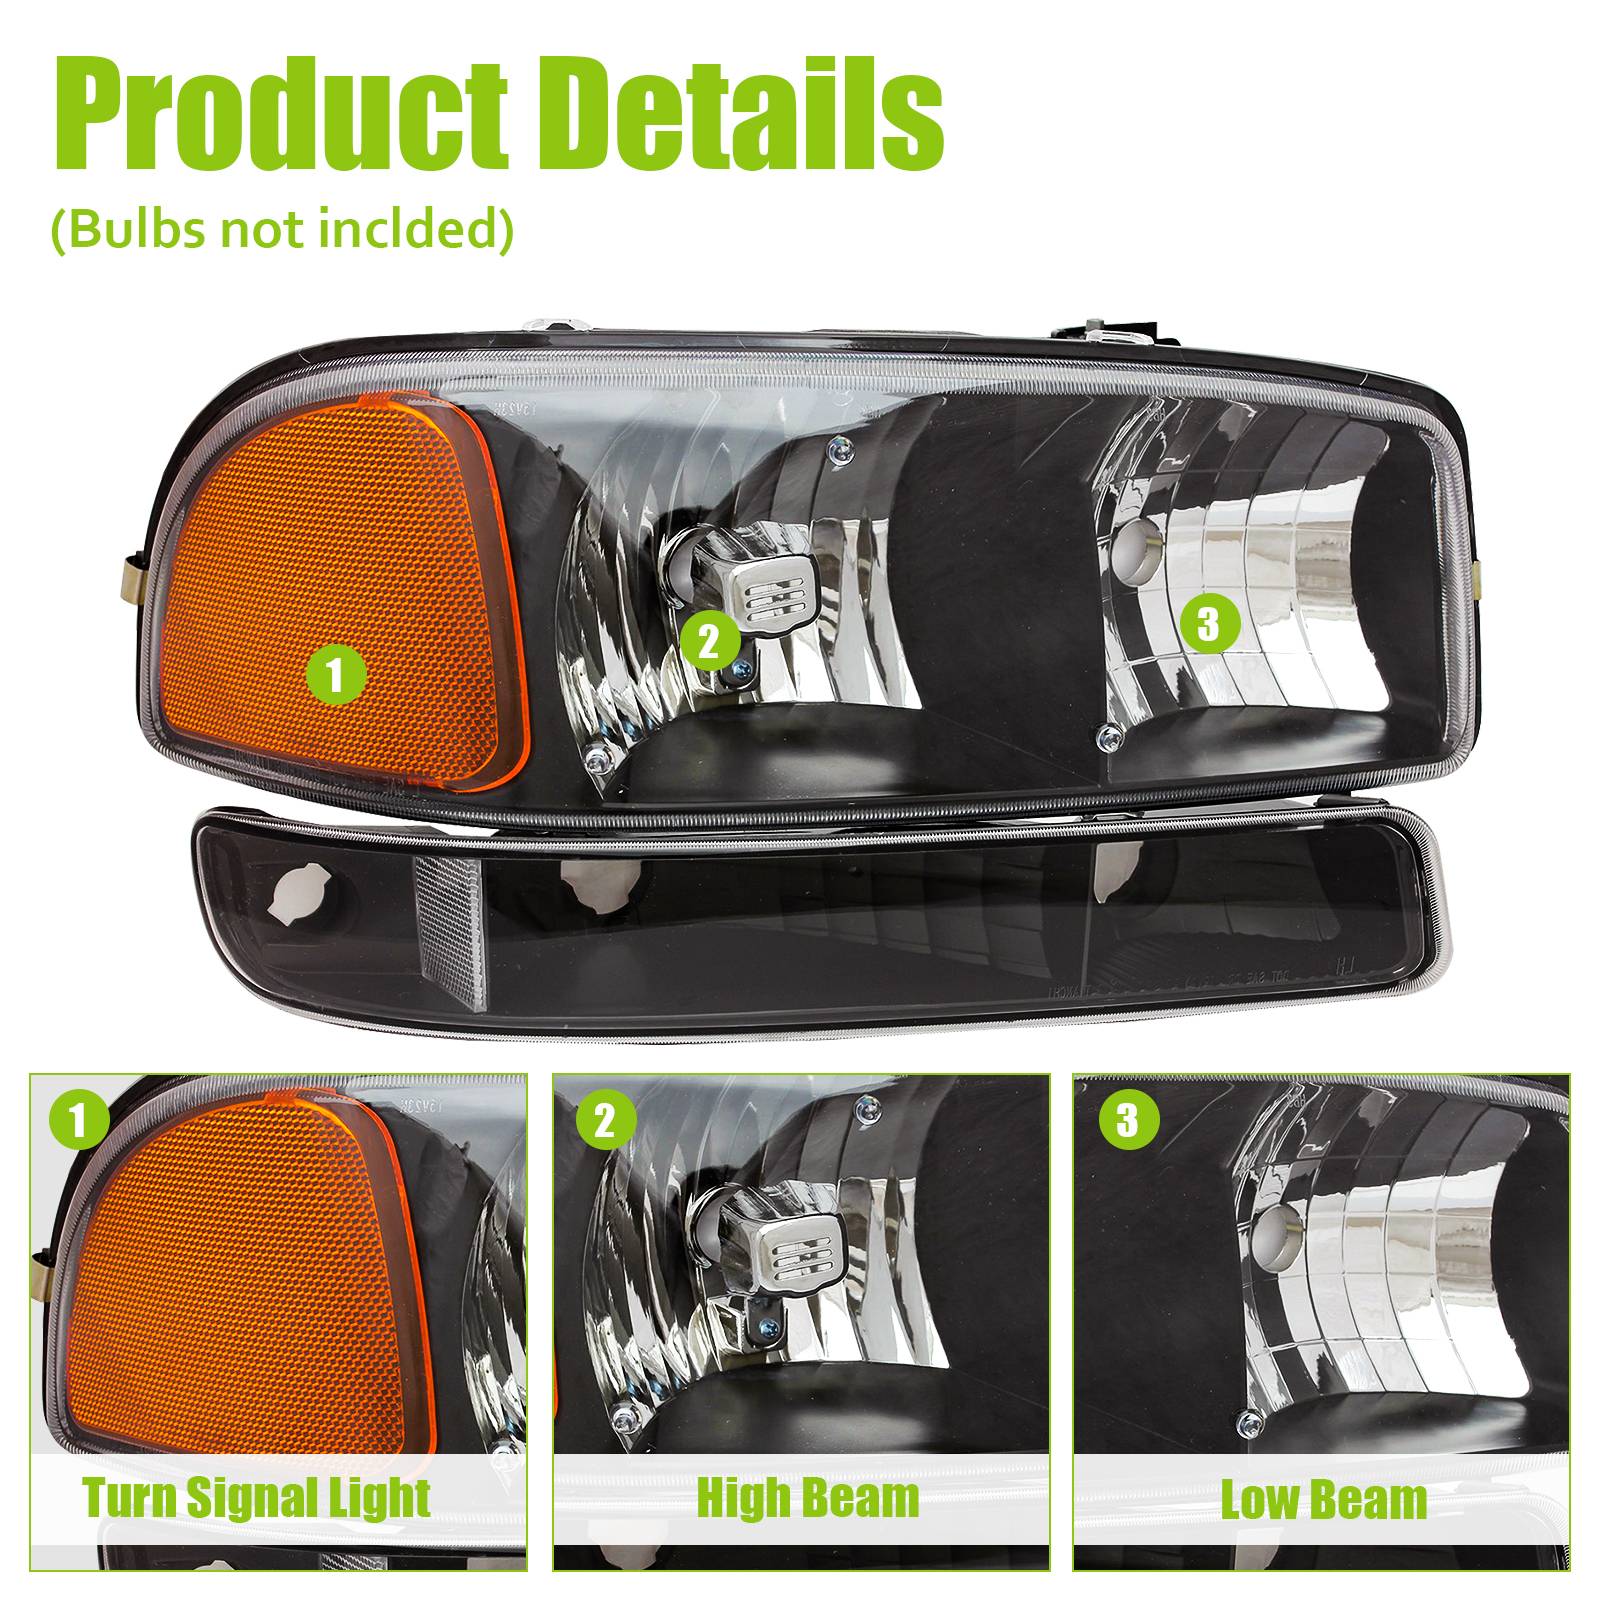 Product Details
(Bulbs not inclded)
1
2
3
1
2
3
Turn Signal Light
High Beam
Low Beam